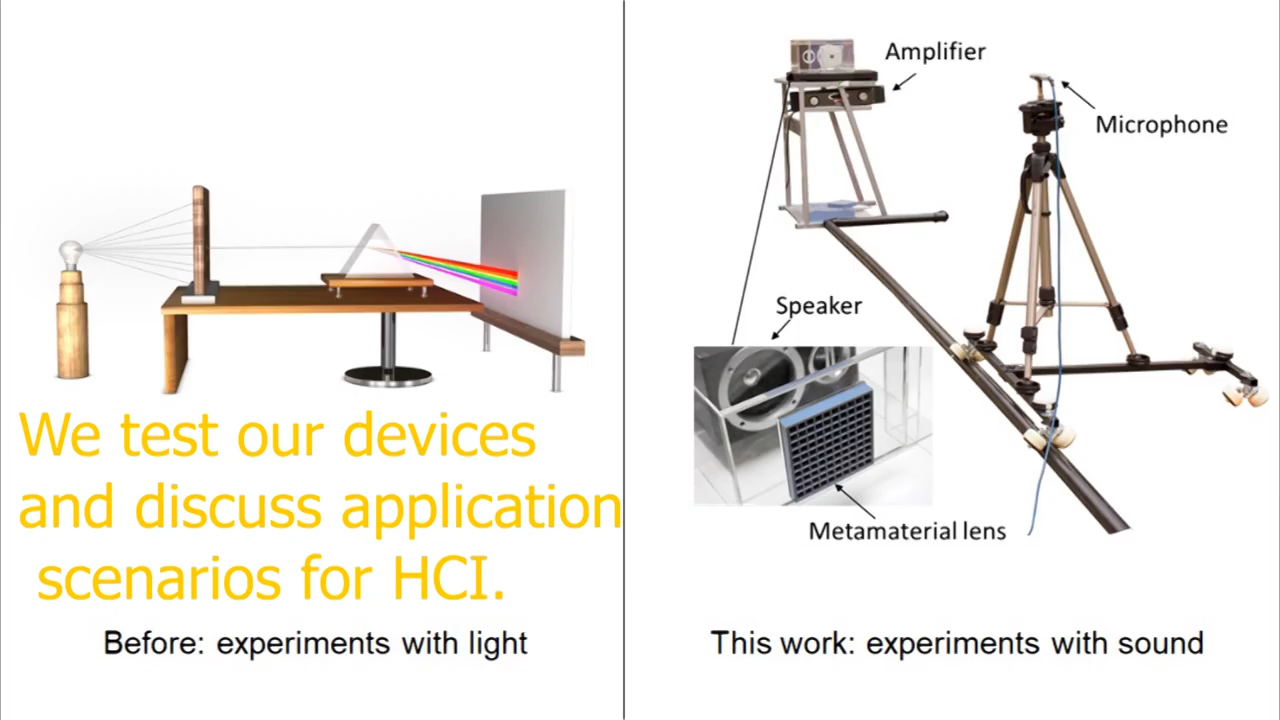 We test our devices
and discuss application
scenarios for HCI.
Before: experiments with light
Amplifier
Microphone
Speaker
Metamaterial lens
This work: experiments with sound